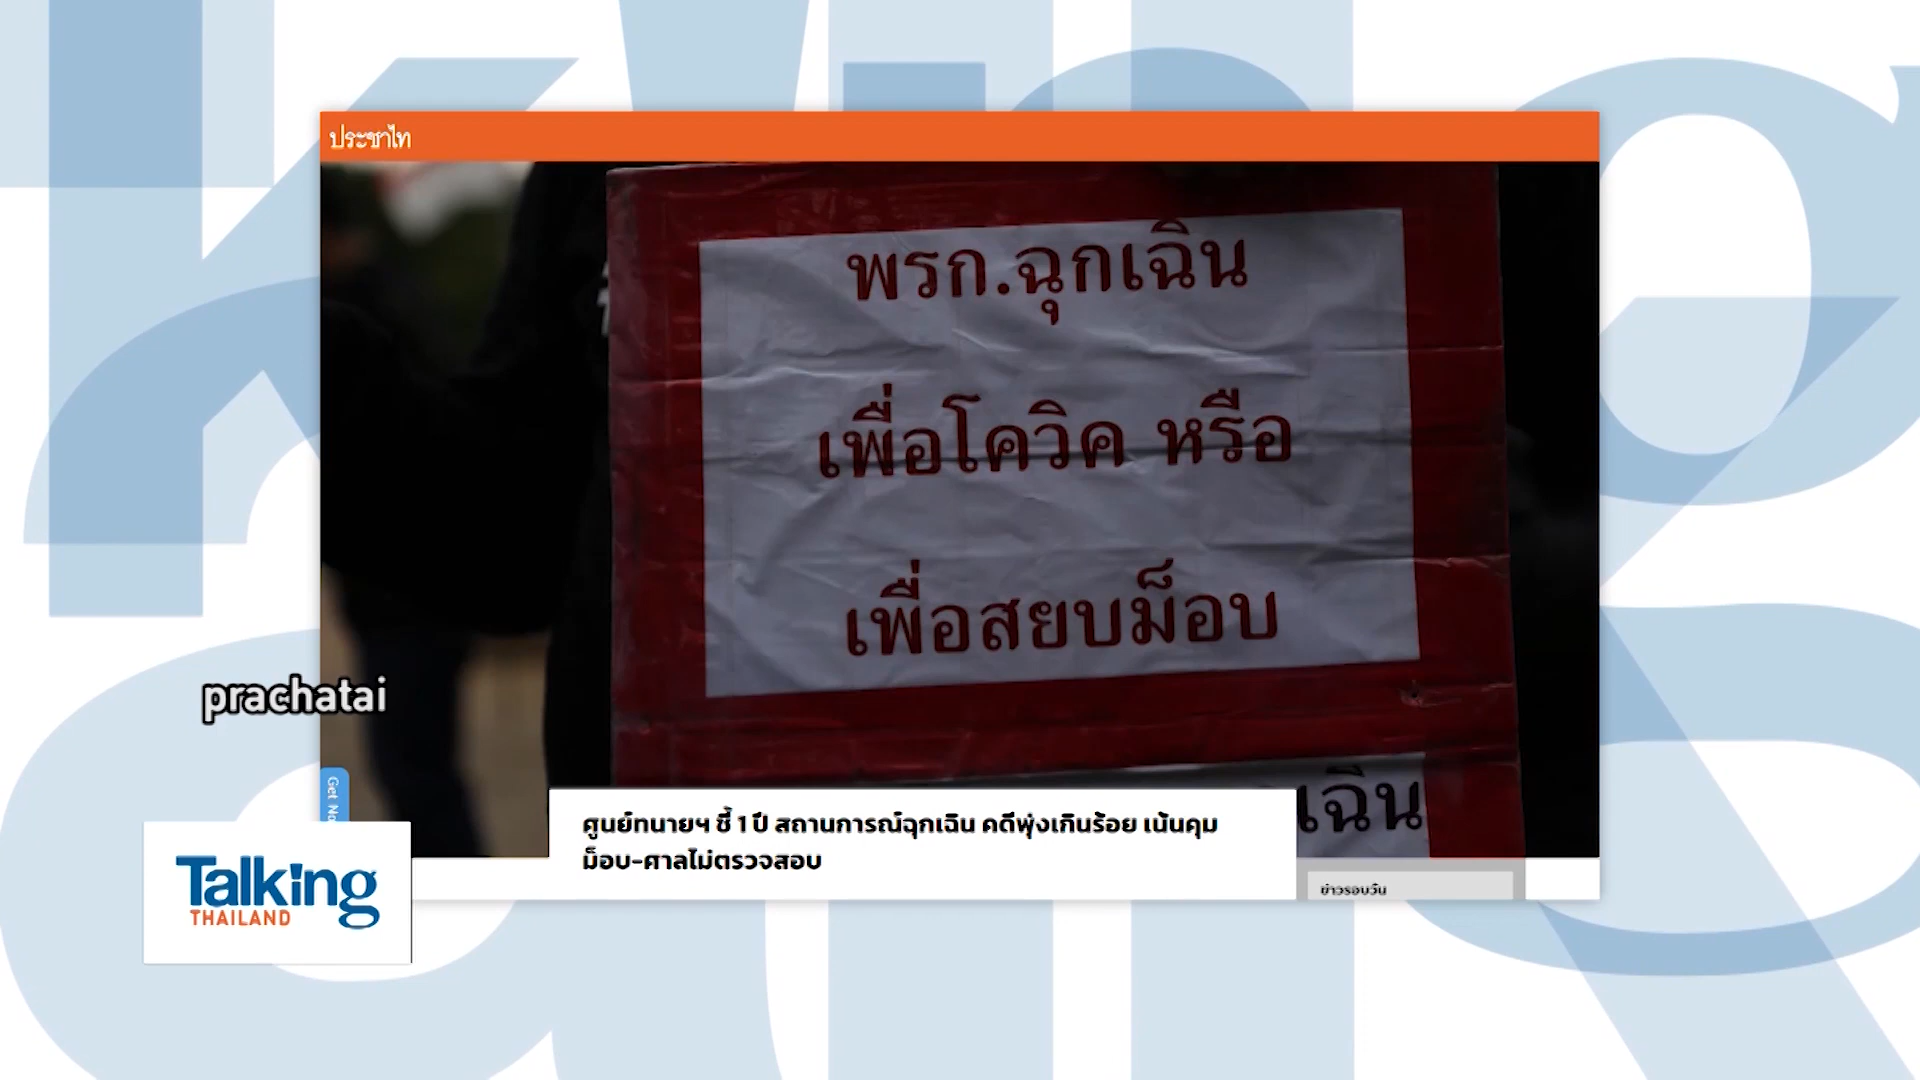 ประชาไท
พรก.ฉุกเฉิน
เพื่อโควิค หรือ
เพื่อสยบม็อบ
prachatai
ศูนย์ทนายฯ ชี้ 1 ปี สถานการณ์ฉุกเฉิน คดีพุ่งเกินร้อย เน้นคุม
ม็อบ-ศาลไม่ตรวจสอบ
ข่าวรอบวัน
Talking
THAILAND